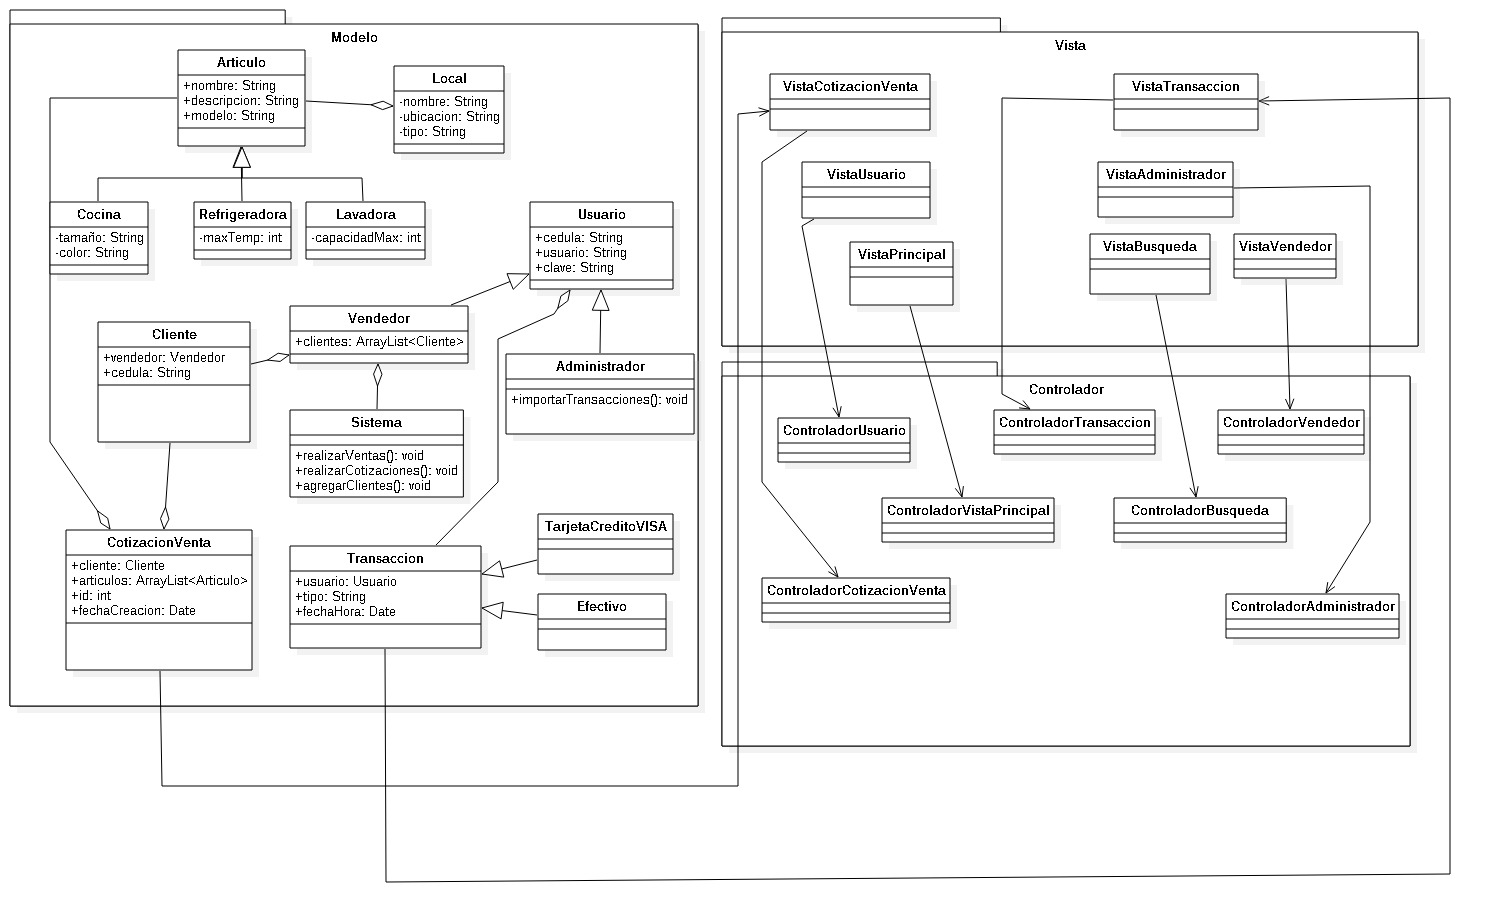 Modelo
Articulo
+nombre: String
+descripcion: String
+modelo: String
Local
-nombre: String
-ubicacion: String
-tipo: String
Cocina
-tamaño: String
-color: String
Refrigeradora
-maxTemp: int
Lavadora
-capacidadMax: int
Usuario
+cedula: String
+usuario: String
+clave: String
Vendedor
+clientes: ArrayList<Cliente>
Cliente
+vendedor: Vendedor
+cedula: String
Administrador
+importarTransacciones(): void
Sistema
+realizarVentas(): void
+realizarCotizaciones(): void
+agregarClientes(): void
CotizacionVenta
+cliente: Cliente
+articulos: ArrayList<Articulo>
+id: int
+fechaCreacion: Date
Transaccion
+usuario: Usuario
+tipo: String
+fechaHora: Date
TarjetaCreditoVISA
Efectivo
Vista
VistaCotizacionVenta
VistaTransaccion
VistaUsuario
VistaAdministrador
VistaPrincipal
VistaBusqueda
VistaVendedor
Controlador
ControladorUsuario
ControladorTransaccion
ControladorVendedor
ControladorVistaPrincipal
ControladorBusqueda
ControladorCotizacionVenta
ControladorAdministrador